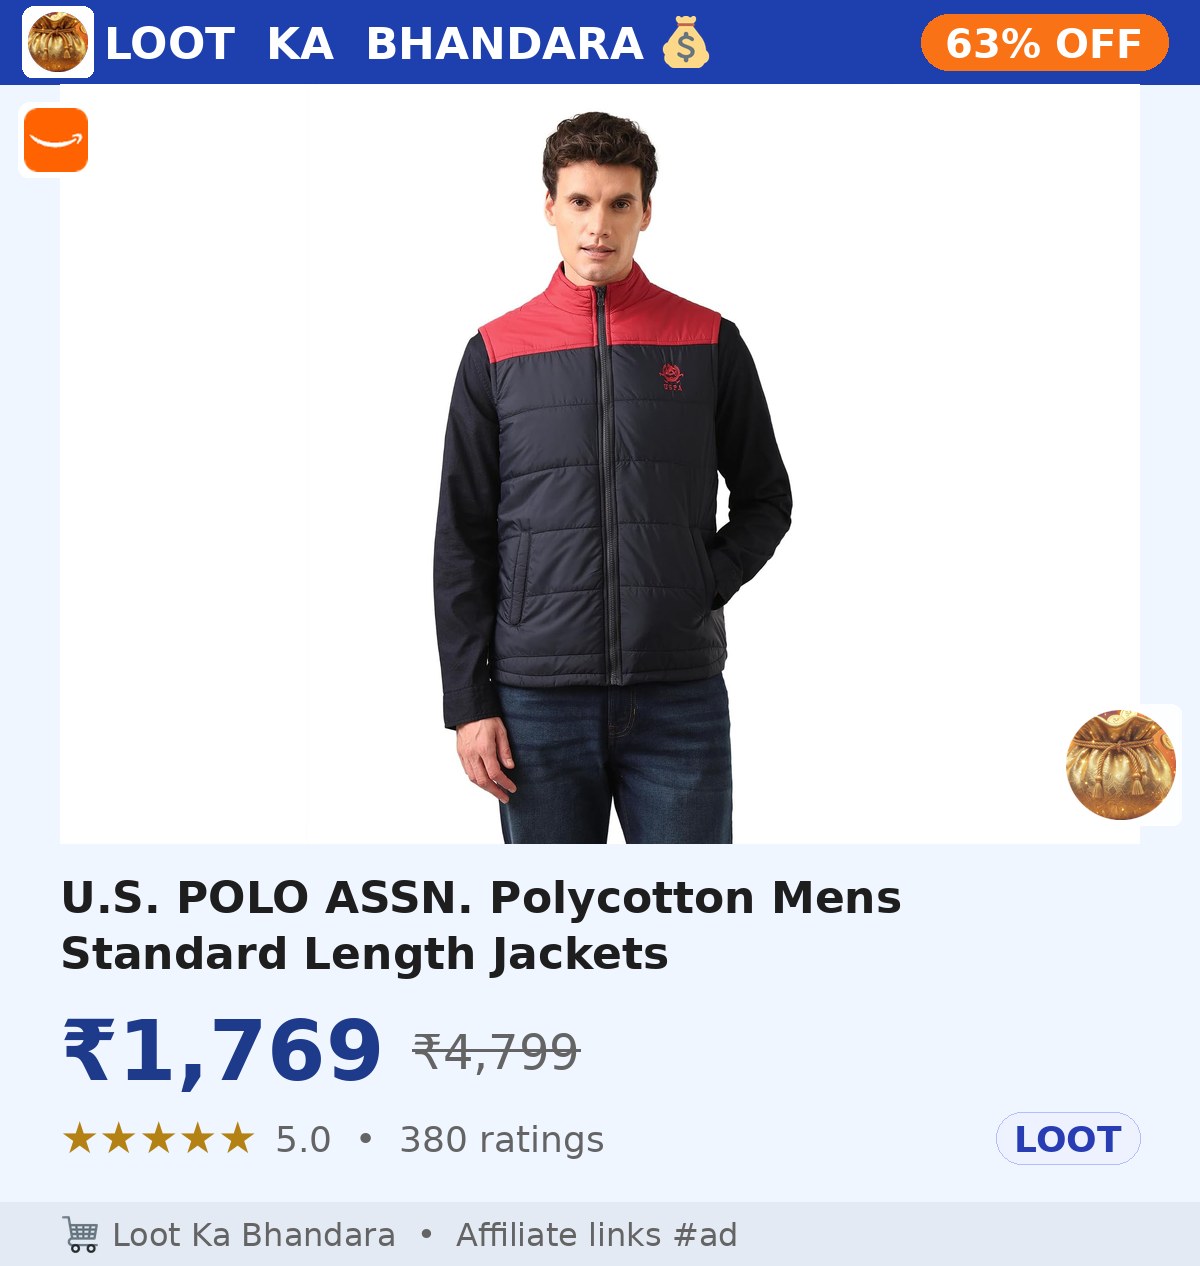 LOOT KA BHANDARA
63% OFF
USPA
U.S. POLO ASSN. Polycotton Mens
Standard Length Jackets
₹1,769 ₹4,799
★★★★★ 5.0 • 380 ratings
LOOT
Loot Ka Bhandara • Affiliate links #ad